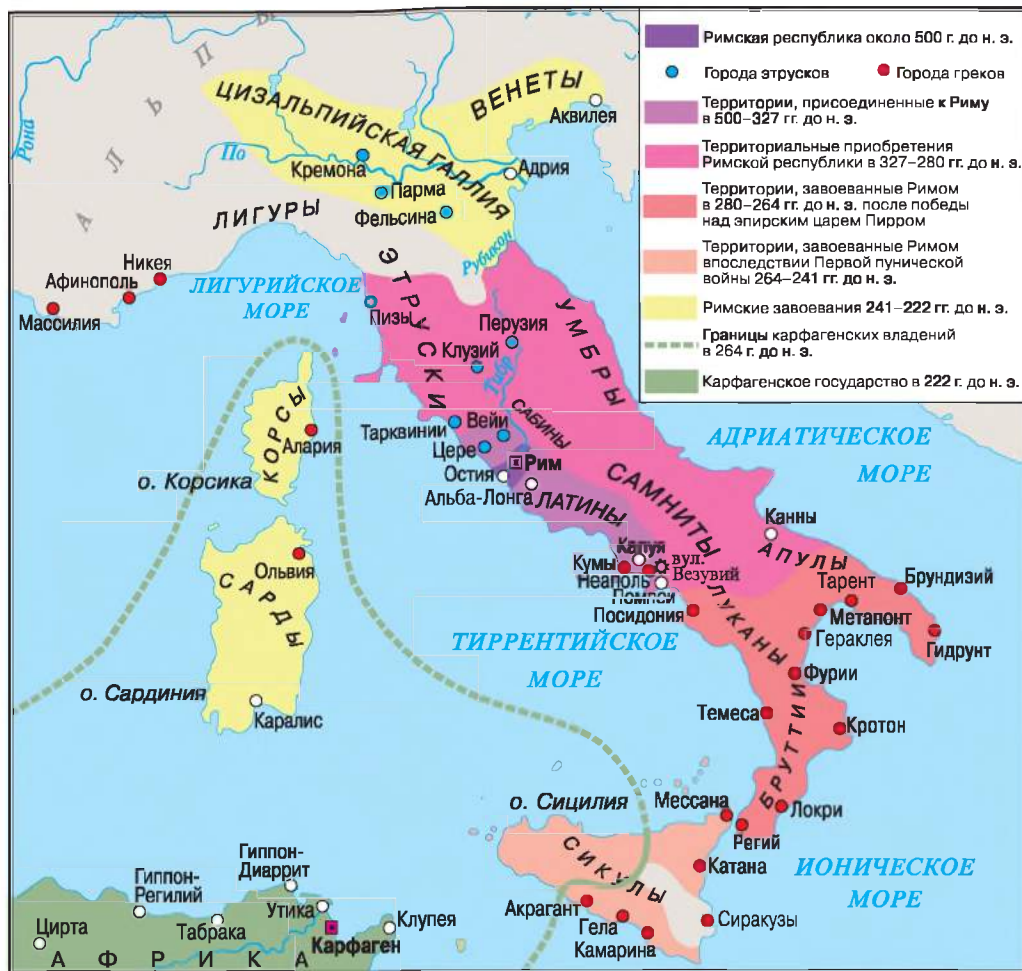 Римская республика около 500 г. до н. э.
Города этрусков
Города греков
Территории, присоединенные к Риму
в 500–327 гг. до н. э.
Территориальные приобретения
Римской республики в 327–280 гг. до н. э.
Территории, завоеванные Римом
в 280–264 гг. до н. э. после победы
над эпирским царем Пирром
Территории, завоеванные Римом
впоследствии Первой пунической
войны 264–241 гг. до н. э.
Римские завоевания 241–222 гг. до н. э.
Границы карфагенских владений
в 264 г. до н. э.
Карфагенское государство в 222 г. до н. э.
АЛЬПЫ
Рона
По
ЦИЗАЛЬПИЙСКАЯ ГАЛЛИЯ
ВЕНЕТЫ
Аквилея
Кремона
Адрия
Парма
Фельсина
ЛИГУРЫ
Рубикон
Никея
Афинополь
Массилия
ЛИГУРИЙСКОЕ
МОРЕ
ЭТРУСКИ
Пизы
Перузия
Клузий
Тибр
УМБРЫ
САБИНЫ
Тарквинии
Вейи
Цере
Рим
Остия
Альба-Лонга
ЛАТИНЫ
САМНИТЫ
АДРИАТИЧЕСКОЕ
МОРЕ
КОРСЫ
Алария
о. Корсика
Ольвия
САРДЫ
о. Сардиния
Каралис
Канны
АПУЛЫ
Капуя
Кумы
вул.
Везувий
Неаполь
Помпеи
Посидония
ЛУКАНЫ
Тарент
Брундизий
Метапонт
Гераклея
Гидрунт
ТИРРЕНТИЙСКОЕ
МОРЕ
Фурии
Темеса
Кротон
БРУТТИИ
о. Сицилия
Мессана
Локри
Регий
СИКУЛЫ
Катана
ИОНИЧЕСКОЕ
МОРЕ
Акрагант
Гела
Камарина
Сиракузы
Гиппон-
Диаррит
Гиппон-
Регилий
Утика
Клупея
Цирта
Табрака
Карфаген
АФРИКА